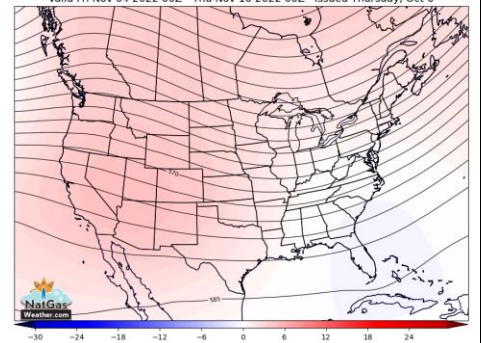 Valid Fri Nov 04 2022 00Z - Thu Nov 10 2022 00Z - Issued Thursday, Oct 6
570
585
NatGas
Weather.com
−30 −24 −18 −12 −6 0 6 12 18 24